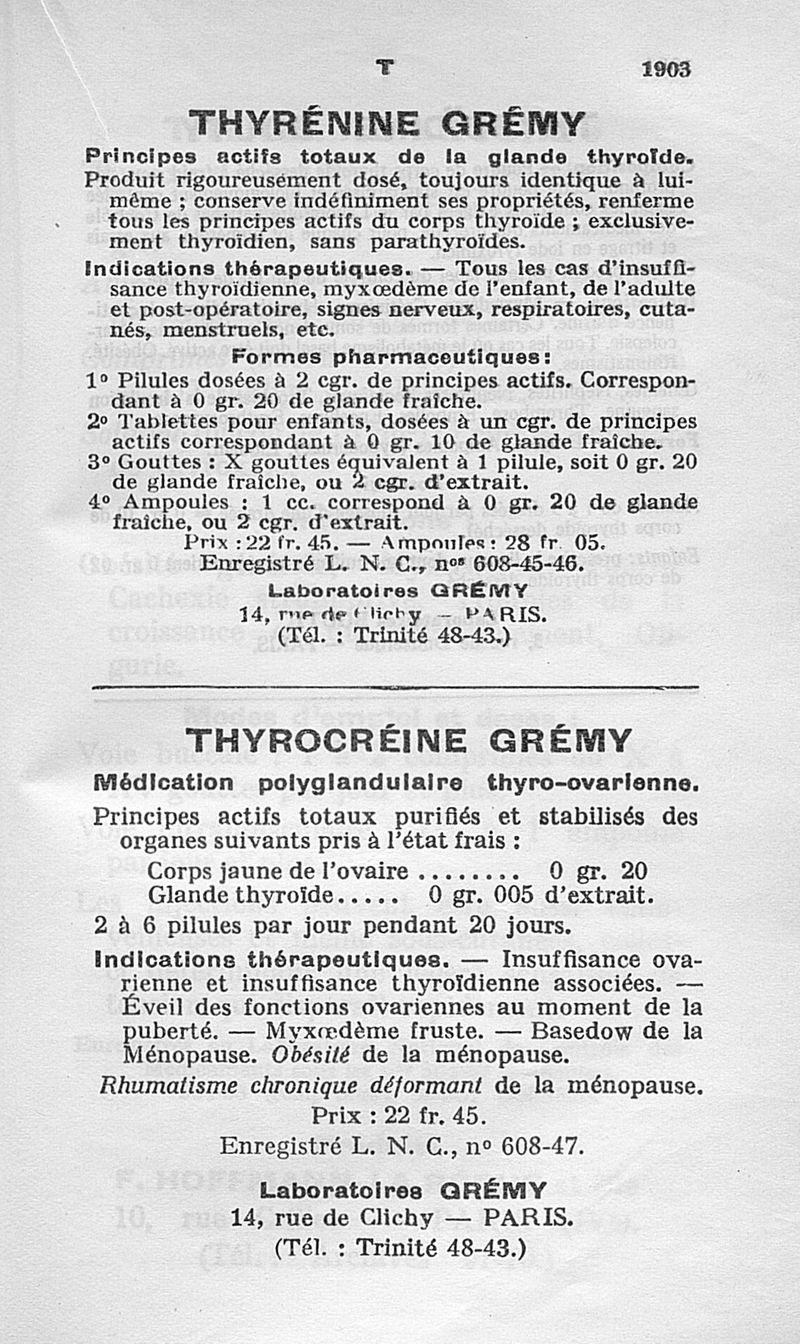 T 1903
THYRÉNINE GRÉMY
Principes actifs totaux de la glande thyroïde.
Produit rigoureusement dosé, toujours identique à lui-
même ; conserve indéfiniment ses propriétés, renferme
tous les principes actifs du corps thyroïde ; exclusive-
ment thyroïdien, sans parathyroïdes.
Indications thérapeutiques. — Tous les cas d'insuffi-
sance thyroïdienne, myxœdème de l'enfant, de l'adulte
et post-opératoire, signes nerveux, respiratoires, cuta-
nés, menstruels, etc.
Formes pharmaceutiques :
1º Pilules dosées à 2 cgr. de principes actifs. Correspon-
dant à 0 gr. 20 de glande fraîche.
2º Tablettes pour enfants, dosées à un cgr. de principes
actifs correspondant à 0 gr. 10 de glande fraîche.
3º Gouttes : X gouttes équivalent à 1 pilule, soit 0 gr. 20
de glande fraîche, ou 2 cgr. d'extrait.
4º Ampoules : 1 cc. correspond à 0 gr. 20 de glande
fraîche, ou 2 cgr. d'extrait.
Prix : 22 fr. 45. — Ampoules : 28 fr. 05.
Enregistré L. N. C., nos 608-45-46.
Laboratoires GRÉMY
14, rue de Clichy — PARIS.
(Tél. : Trinité 48-43.)
THYROCRÉINE GRÉMY
Médication polyglandulaire thyro-ovarienne.
Principes actifs totaux purifiés et stabilisés des
organes suivants pris à l'état frais :
Corps jaune de l'ovaire ........ 0 gr. 20
Glande thyroïde..... 0 gr. 005 d'extrait.
2 à 6 pilules par jour pendant 20 jours.
Indications thérapeutiques. — Insuffisance ova-
rienne et insuffisance thyroïdienne associées. —
Éveil des fonctions ovariennes au moment de la
puberté. — Myxœdème fruste. — Basedow de la
Ménopause. Obésité de la ménopause.
Rhumatisme chronique déformant de la ménopause.
Prix : 22 fr. 45.
Enregistré L. N. C., nº 608-47.
Laboratoires GRÉMY
14, rue de Clichy — PARIS.
(Tél. : Trinité 48-43.)